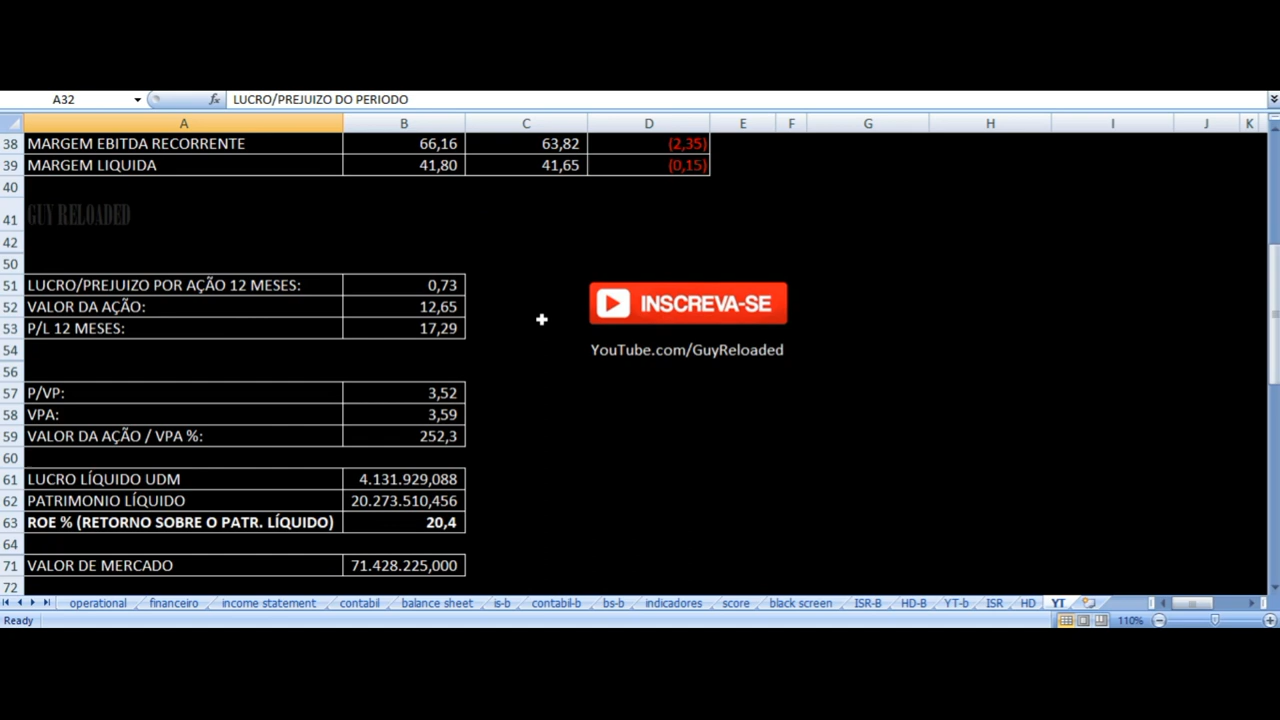 A32 fx LUCRO/PREJUIZO DO PERIODO
A B C D E F G H I J K
38 MARGEM EBITDA RECORRENTE 66,16 63,82 (2,35)
39 MARGEM LIQUIDA 41,80 41,65 (0,15)
40
41 GUY RELOADED
42
50
51 LUCRO/PREJUIZO POR AÇÃO 12 MESES: 0,73
52 VALOR DA AÇÃO: 12,65
INSCREVA-SE
53 P/L 12 MESES: 17,29
YouTube.com/GuyReloaded
54
56
57 P/VP: 3,52
58 VPA: 3,59
59 VALOR DA AÇÃO / VPA %: 252,3
60
61 LUCRO LÍQUIDO UDM 4.131.929,088
62 PATRIMONIO LÍQUIDO 20.273.510,456
63 ROE % (RETORNO SOBRE O PATR. LÍQUIDO) 20,4
64
71 VALOR DE MERCADO 71.428.225,000
72
operational financeiro income statement contabil balance sheet is-b contabil-b bs-b indicadores score black screen ISR-B HD-B YT-b ISR HD YT
Ready 110%